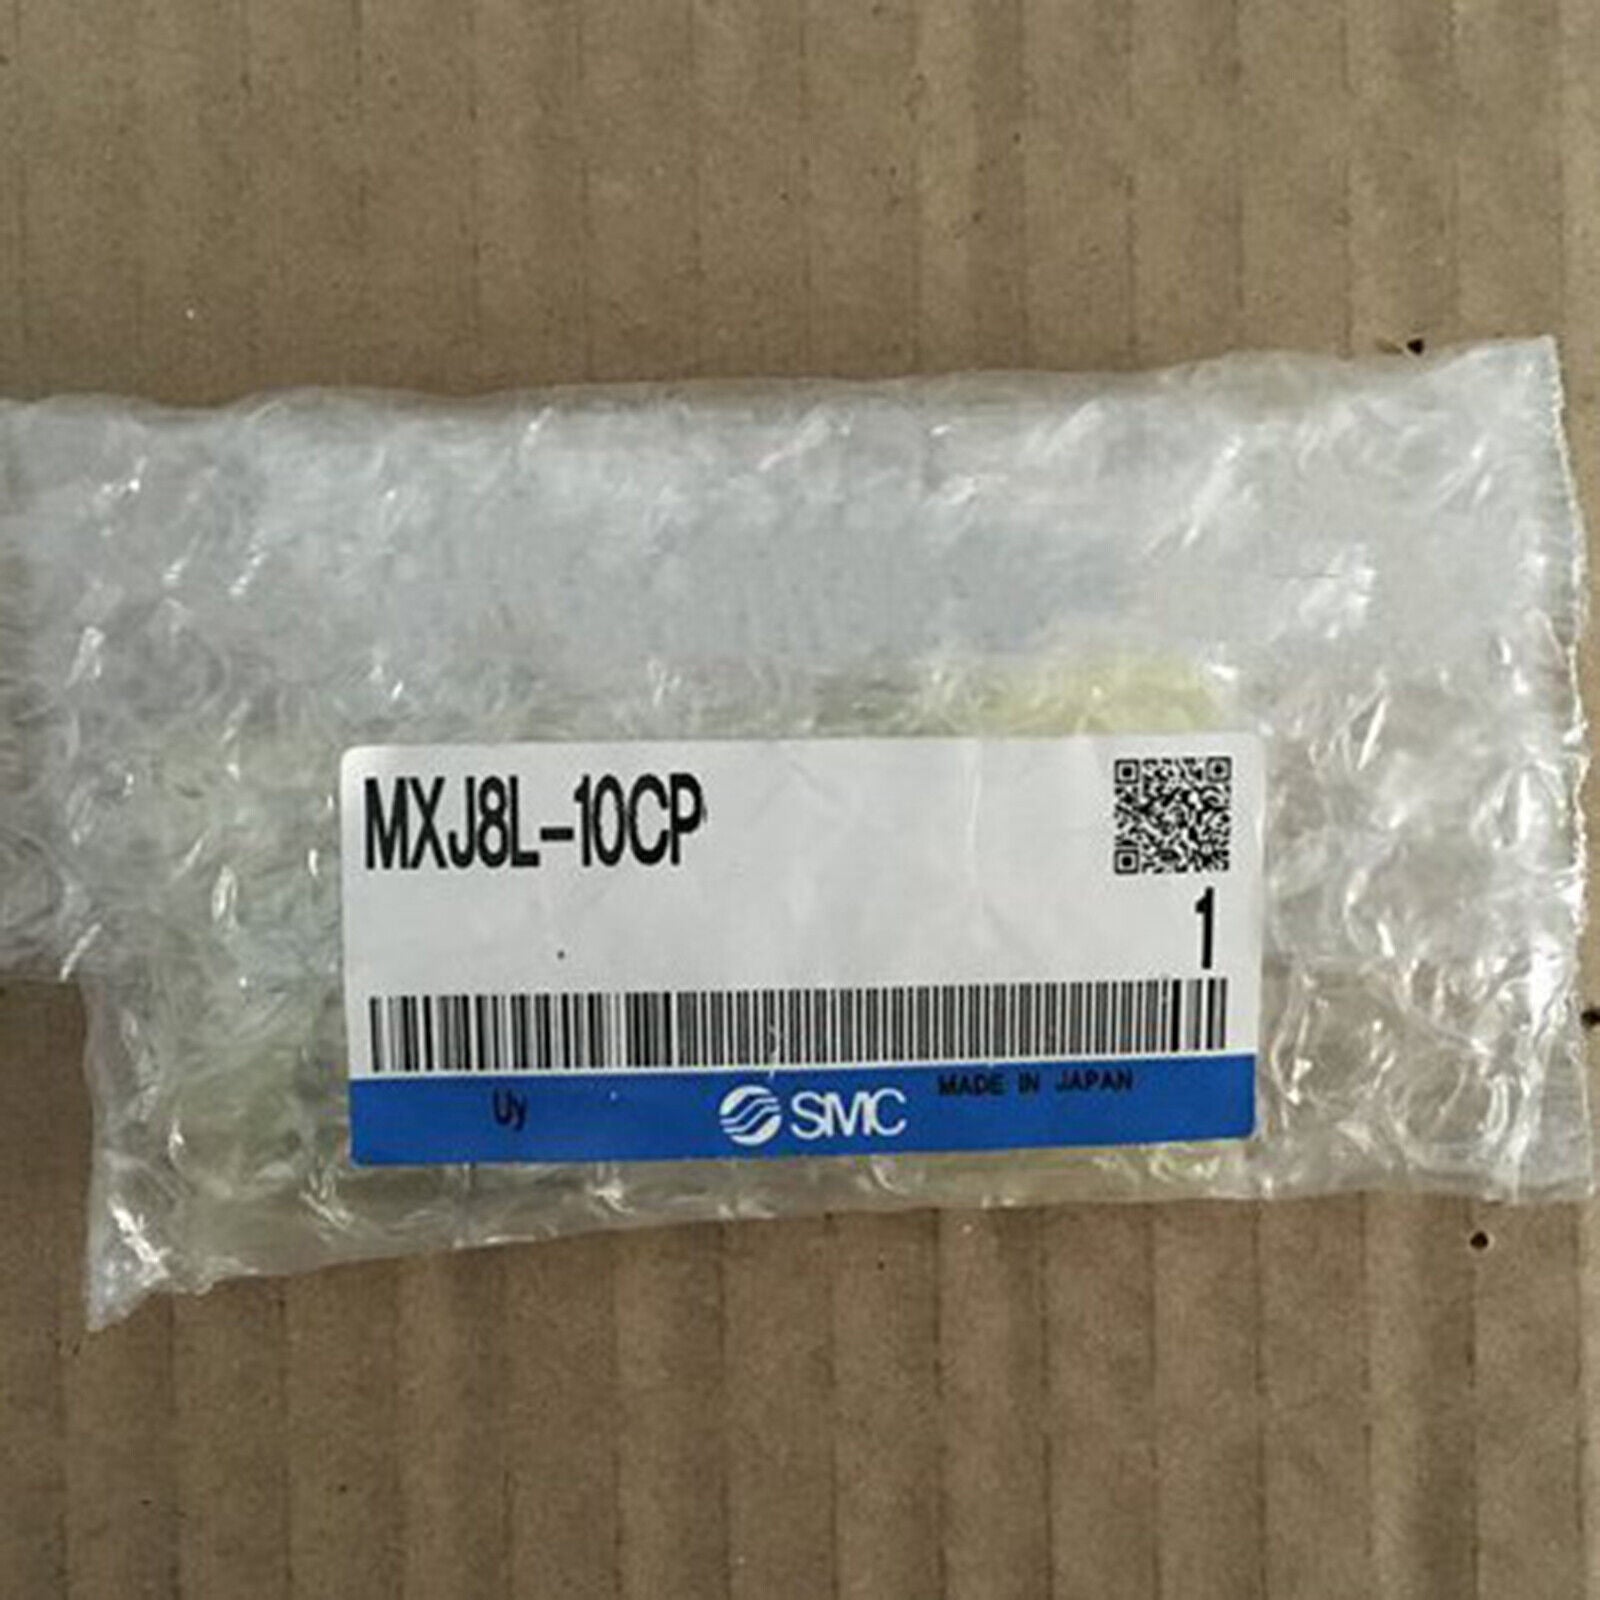 MXJ8L-10CP
1
Uy SMC MADE IN JAPAN